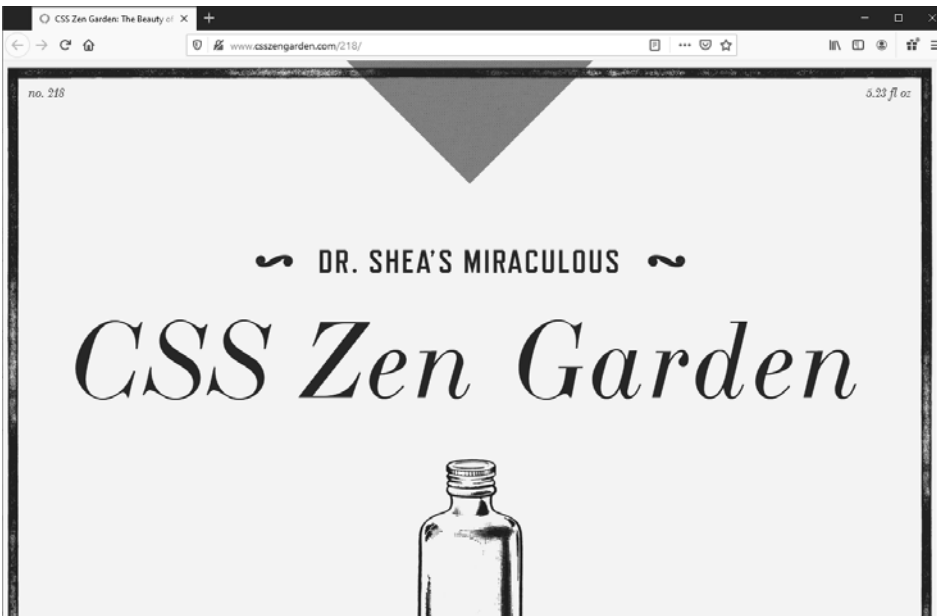 CSS Zen Garden: The Beauty of
www.csszengarden.com/218/
no. 218
5.23 fl oz
DR. SHEA'S MIRACULOUS
CSS Zen Garden